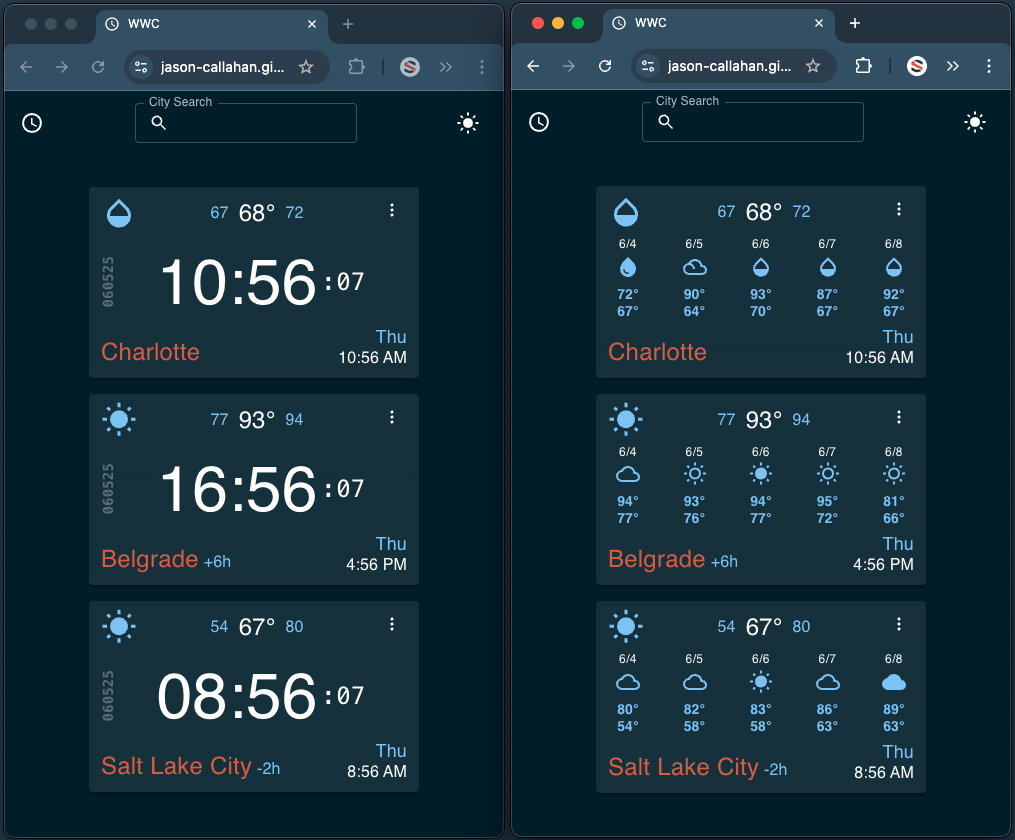 WWC
jason-callahan.gi...
City Search
67 68° 72
060525
10:56 :07
Charlotte
Thu
10:56 AM
77 93° 94
060525
16:56 :07
Belgrade +6h
Thu
4:56 PM
54 67° 80
060525
08:56 :07
Salt Lake City -2h
Thu
8:56 AM
WWC
jason-callahan.gi...
City Search
67 68° 72
6/4 6/5 6/6 6/7 6/8
72° 90° 93° 87° 92°
67° 64° 70° 67° 67°
Charlotte
Thu
10:56 AM
77 93° 94
6/4 6/5 6/6 6/7 6/8
94° 93° 94° 95° 81°
77° 76° 77° 72° 66°
Belgrade +6h
Thu
4:56 PM
54 67° 80
6/4 6/5 6/6 6/7 6/8
80° 82° 83° 86° 89°
54° 58° 58° 63° 63°
Salt Lake City -2h
Thu
8:56 AM